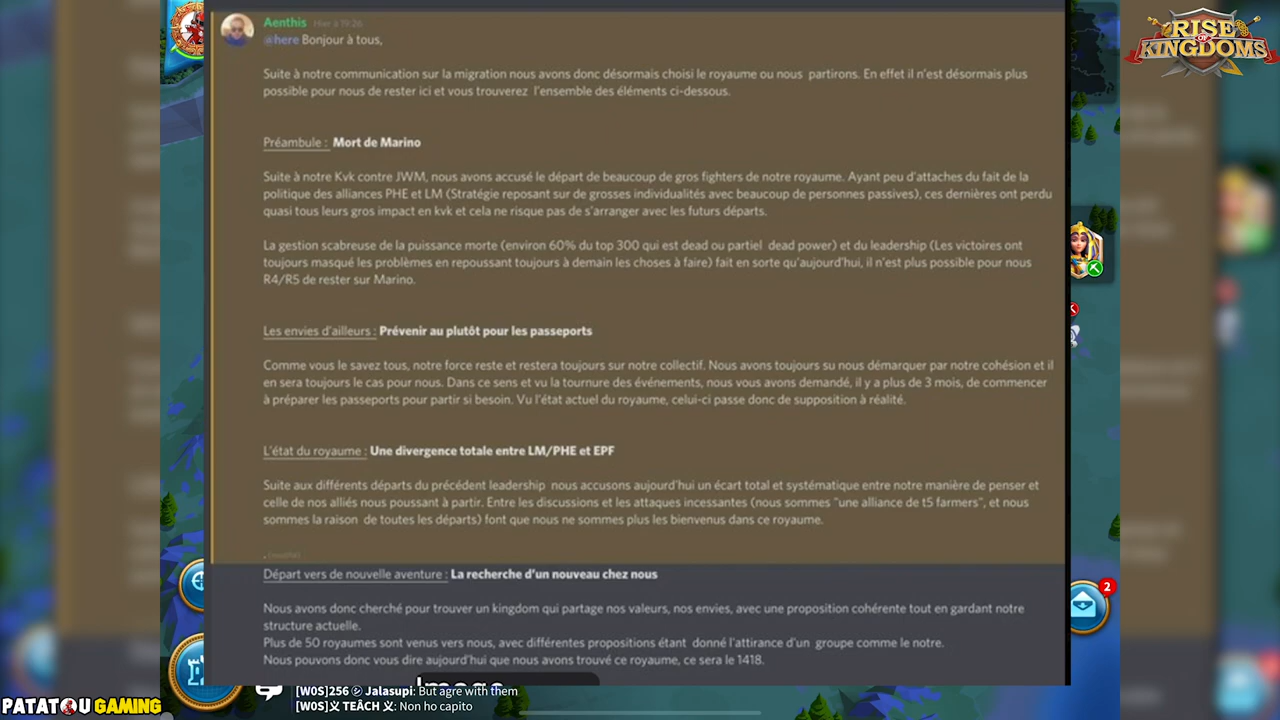 Aenthis Hier à 19:26
@here Bonjour à tous,
Suite à notre communication sur la migration nous avons donc désormais choisi le royaume ou nous partirons. En effet il n'est désormais plus
possible pour nous de rester ici et vous trouverez l'ensemble des éléments ci-dessous.
Préambule : Mort de Marino
Suite à notre Kvk contre JWM, nous avons accusé le départ de beaucoup de gros fighters de notre royaume. Ayant peu d'attaches du fait de la
politique des alliances PHE et LM (Stratégie reposant sur de grosses individualités avec beaucoup de personnes passives), ces dernières ont perdu
quasi tous leurs gros impact en kvk et cela ne risque pas de s'arranger avec les futurs départs.
La gestion scabreuse de la puissance morte (environ 60% du top 300 qui est dead ou partiel dead power) et du leadership (Les victoires ont
toujours masqué les problèmes en repoussant toujours à demain les choses à faire) fait en sorte qu'aujourd'hui, il n'est plus possible pour nous
R4/R5 de rester sur Marino.
Les envies d'ailleurs : Prévenir au plutôt pour les passeports
Comme vous le savez tous, notre force reste et restera toujours sur notre collectif. Nous avons toujours su nous démarquer par notre cohésion et il
en sera toujours le cas pour nous. Dans ce sens et vu la tournure des événements, nous vous avons demandé, il y a plus de 3 mois, de commencer
à préparer les passeports pour partir si besoin. Vu l'état actuel du royaume, celui-ci passe donc de supposition à réalité.
L'état du royaume : Une divergence totale entre LM/PHE et EPF
Suite aux différents départs du précédent leadership nous accusons aujourd'hui un écart total et systématique entre notre manière de penser et
celle de nos alliés nous poussant à partir. Entre les discussions et les attaques incessantes (nous sommes "une alliance de t5 farmers", et nous
sommes la raison de toutes les départs) font que nous ne sommes plus les bienvenus dans ce royaume.
. (modifié)
Départ vers de nouvelle aventure : La recherche d'un nouveau chez nous
Nous avons donc cherché pour trouver un kingdom qui partage nos valeurs, nos envies, avec une proposition cohérente tout en gardant notre
structure actuelle.
Plus de 50 royaumes sont venus vers nous, avec différentes propositions étant donné l'attirance d'un groupe comme le notre.
Nous pouvons donc vous dire aujourd'hui que nous avons trouvé ce royaume, ce sera le 1418.
[W0S]256 Jalasupi: But agre with them
[W0S]义 TEÂCH 义: Non ho capito
RISE OF KINGDOMS
2
PATATOU GAMING